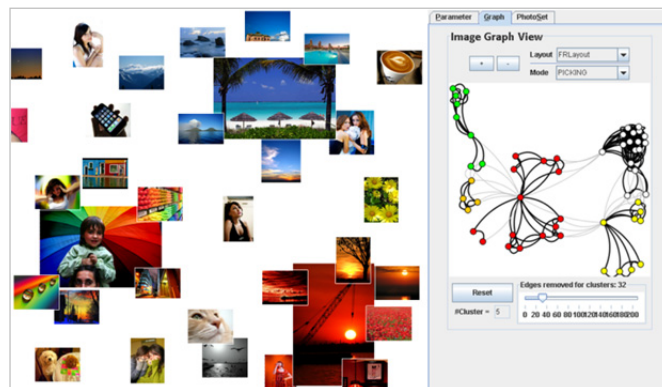 Parameter Graph PhotoSet
Image Graph View
Layout FRLayout
+ - Mode PICKING
Reset Edges removed for clusters: 32
#Cluster = 5 0 20 40 60 80 100120140160180200